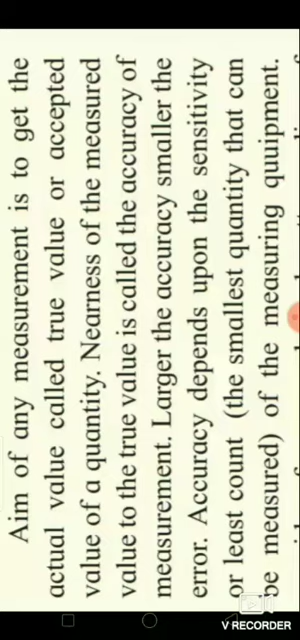 Aim of any measurement is to get the
actual value called true value or accepted
value of a quantity. Nearness of the measured
value to the true value is called the accuracy of
measurement. Larger the accuracy smaller the
error. Accuracy depends upon the sensitivity
or least count (the smallest quantity that can
be measured) of the measuring quuipment.
V RECORDER